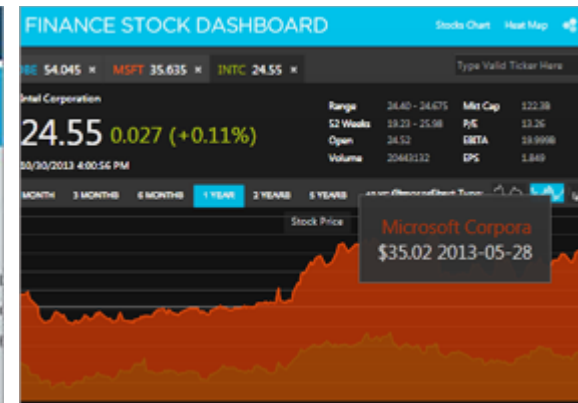 FINANCE STOCK DASHBOARD
Stocks Chart Heat Map
54.045 × MSFT 35.635 × INTC 24.55 ×
Type Valid Ticker Here
Intel Corporation
24.55 0.027 (+0.11%)
10/30/2013 4:00:56 PM
Range 24.40 - 24.675 Mkt Cap 122.3B
52 Weeks 19.23 - 25.98 P/E 13.26
Open 24.52 EBITA 19.999B
Volume 20443132 EPS 1.849
MONTH 3 MONTHS 6 MONTHS 1 YEAR 2 YEARS 5 YEARS
Stock Price
Microsoft Corpora
$35.02 2013-05-28